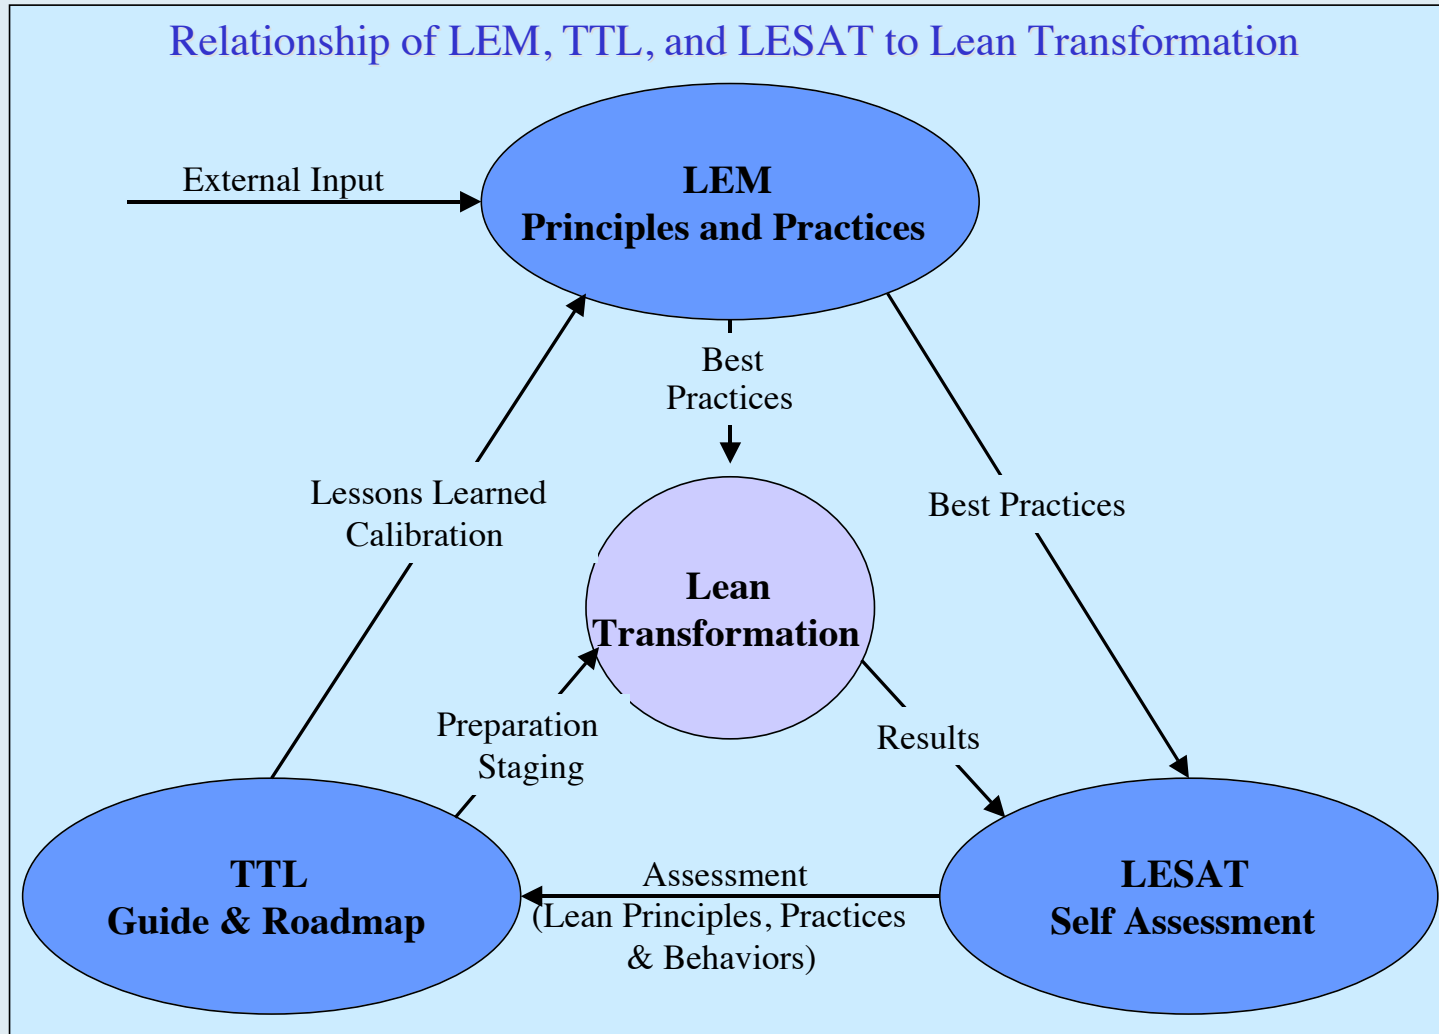 Relationship of LEM, TTL, and LESAT to Lean Transformation
External Input
LEM
Principles and Practices
Best
Practices
Lessons Learned
Calibration
Best Practices
Lean
Transformation
Preparation
Staging
Results
TTL
Guide & Roadmap
Assessment
(Lean Principles, Practices
& Behaviors)
LESAT
Self Assessment